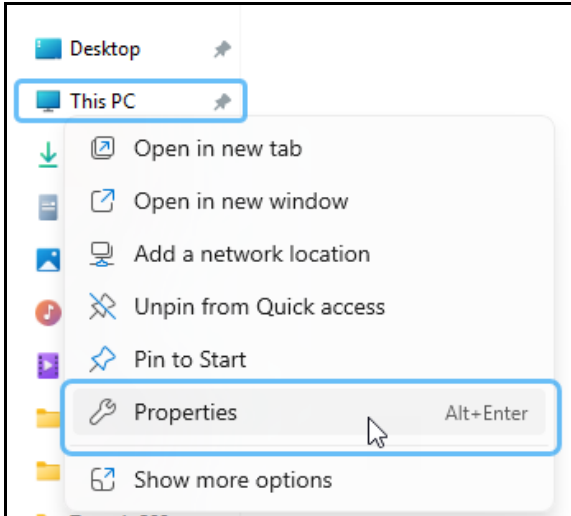 Desktop
This PC
Open in new tab
Open in new window
Add a network location
Unpin from Quick access
Pin to Start
Properties Alt+Enter
Show more options